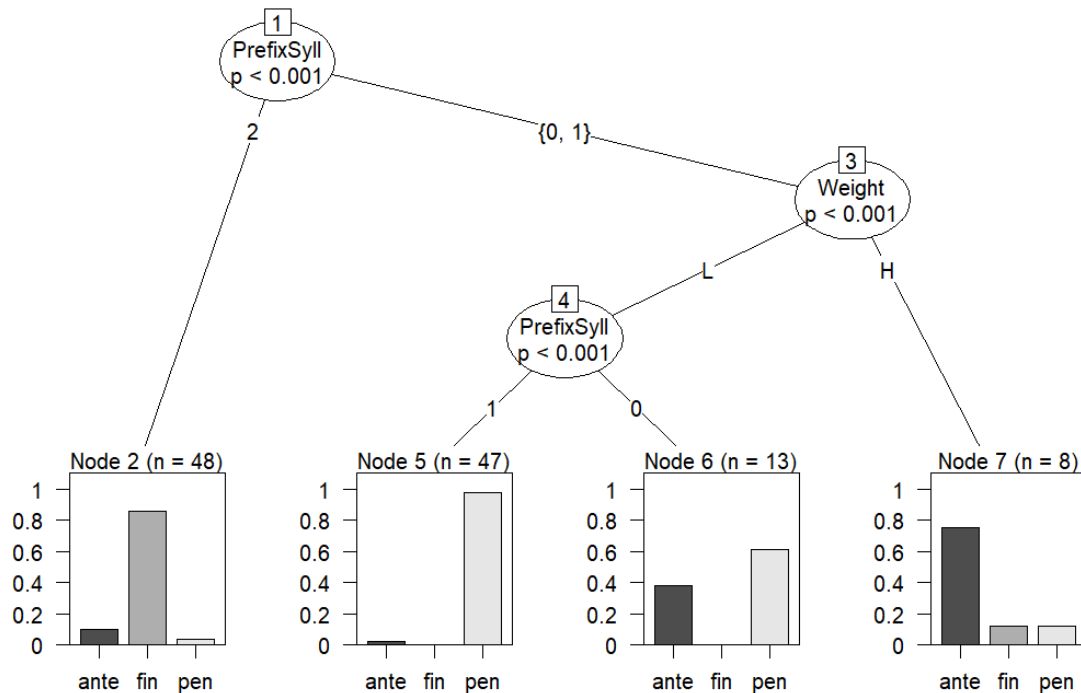 1
PrefixSyll
p < 0.001
2
{0, 1}
3
Weight
p < 0.001
L
H
4
PrefixSyll
p < 0.001
1
0
Node 2 (n = 48)
1
0.8
0.6
0.4
0.2
0
ante fin pen
Node 5 (n = 47)
1
0.8
0.6
0.4
0.2
0
ante fin pen
Node 6 (n = 13)
1
0.8
0.6
0.4
0.2
0
ante fin pen
Node 7 (n = 8)
1
0.8
0.6
0.4
0.2
0
ante fin pen